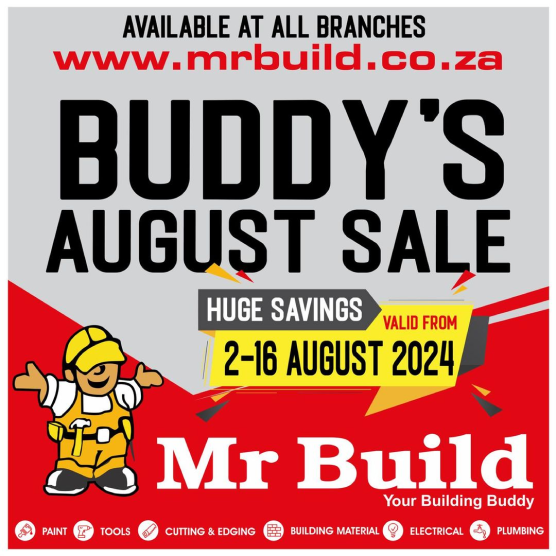 AVAILABLE AT ALL BRANCHES
www.mrbuild.co.za
BUDDY'S
AUGUST SALE
HUGE SAVINGS
VALID FROM
2-16 AUGUST 2024
Mr Build
Your Building Buddy
PAINT TOOLS CUTTING & EDGING BUILDING MATERIAL ELECTRICAL PLUMBING